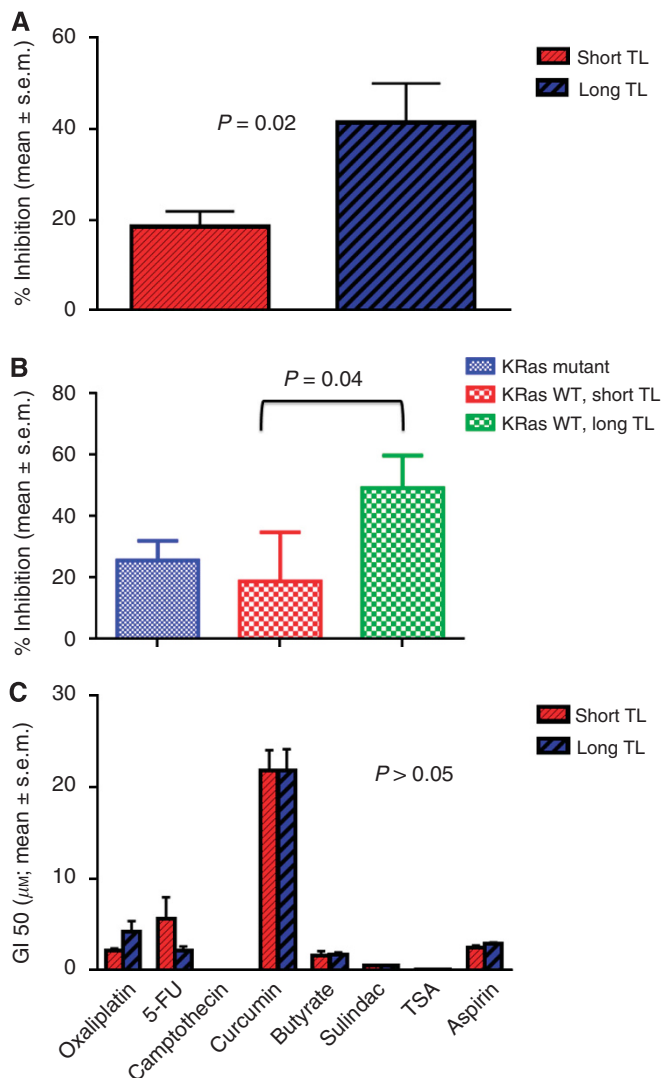 A
% Inhibition (mean ± s.e.m.)
60
40
20
0
P = 0.02
Short TL
Long TL
B
% Inhibition (mean ± s.e.m.)
80
60
40
20
0
P = 0.04
KRas mutant
KRas WT, short TL
KRas WT, long TL
C
GI 50 (μM; mean ± s.e.m.)
30
20
10
0
P > 0.05
Short TL
Long TL
Oxaliplatin
5-FU
Camptothecin
Curcumin
Butyrate
Sulindac
TSA
Aspirin